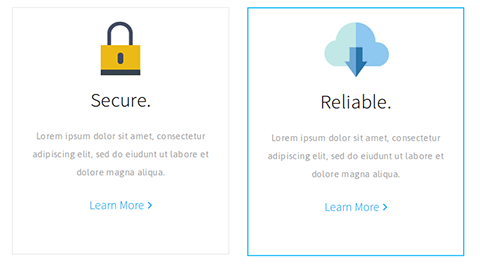 Secure.
Lorem ipsum dolor sit amet, consectetur
adipiscing elit, sed do eiudunt ut labore et
dolore magna aliqua.
Learn More >
Reliable.
Lorem ipsum dolor sit amet, consectetur
adipiscing elit, sed do eiudunt ut labore et
dolore magna aliqua.
Learn More >